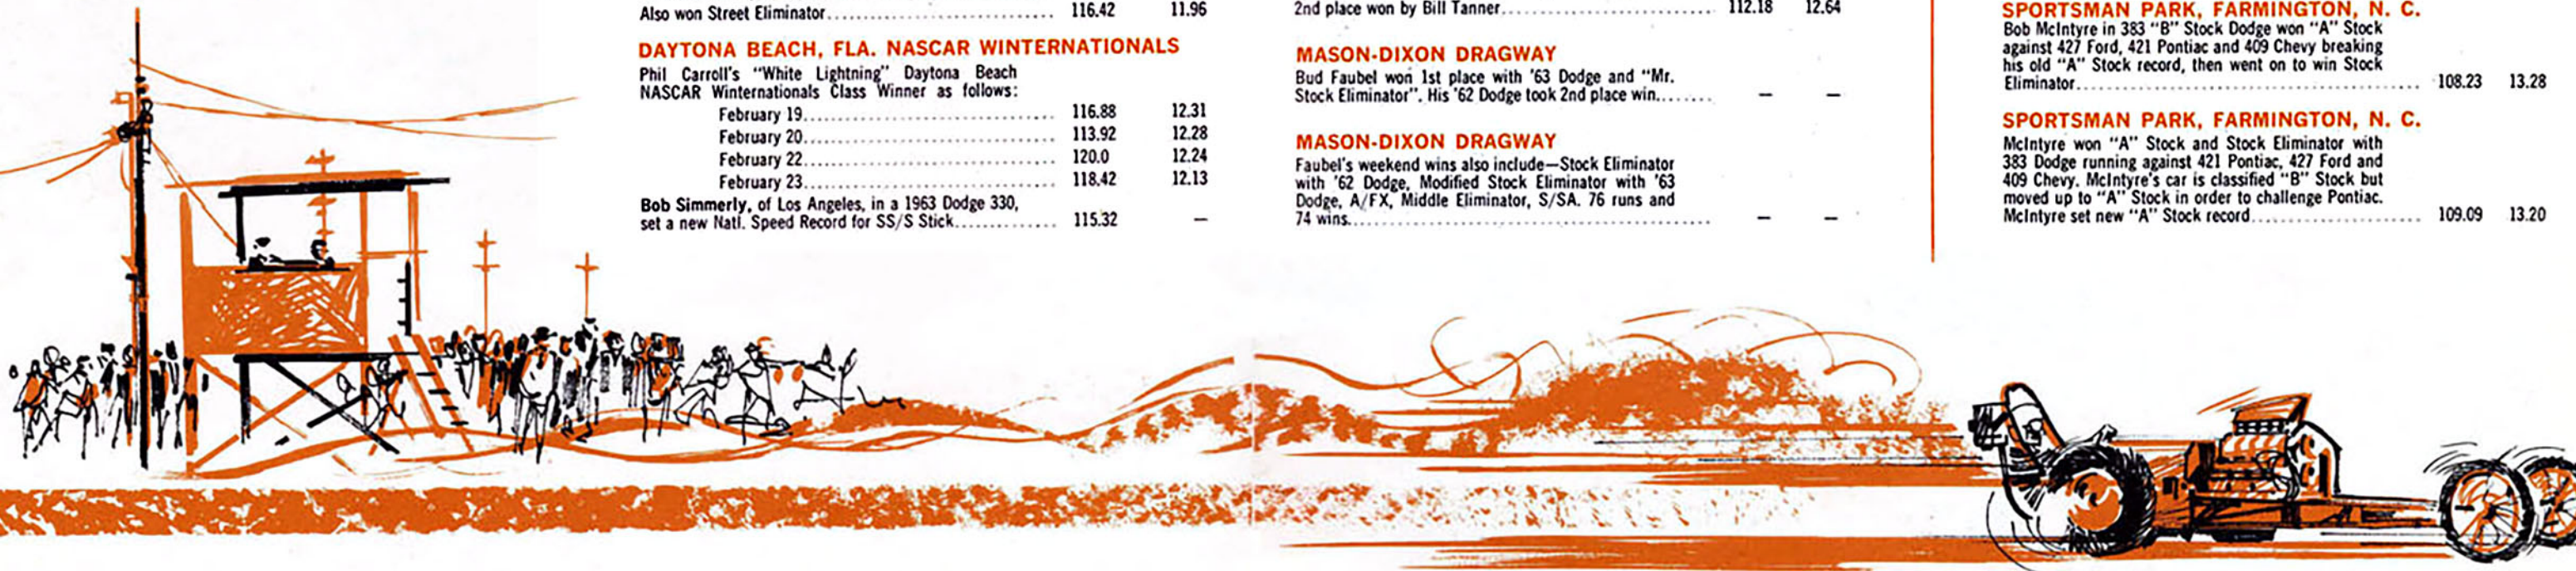 Also won Street Eliminator.......................................... 116.42 11.96
DAYTONA BEACH, FLA. NASCAR WINTERNATIONALS
Phil Carroll's "White Lightning" Daytona Beach
NASCAR Winternationals Class Winner as follows:
February 19.............................................. 116.88 12.31
February 20.............................................. 113.92 12.28
February 22.............................................. 120.0 12.24
February 23.............................................. 118.42 12.13
Bob Simmerly, of Los Angeles, in a 1963 Dodge 330,
set a new Natl. Speed Record for SS/S Stick.................. 115.32 —
2nd place won by Bill Tanner...................................... 112.18 12.64
MASON-DIXON DRAGWAY
Bud Faubel won 1st place with '63 Dodge and "Mr.
Stock Eliminator". His '62 Dodge took 2nd place win........ — —
MASON-DIXON DRAGWAY
Faubel's weekend wins also include—Stock Eliminator
with '62 Dodge, Modified Stock Eliminator with '63
Dodge, A/FX, Middle Eliminator, S/SA. 76 runs and
74 wins.............................................................. — —
SPORTSMAN PARK, FARMINGTON, N. C.
Bob McIntyre in 383 "B" Stock Dodge won "A" Stock
against 427 Ford, 421 Pontiac and 409 Chevy breaking
his old "A" Stock record, then went on to win Stock
Eliminator............................................................ 108.23 13.28
SPORTSMAN PARK, FARMINGTON, N. C.
McIntyre won "A" Stock and Stock Eliminator with
383 Dodge running against 421 Pontiac, 427 Ford and
409 Chevy. McIntyre's car is classified "B" Stock but
moved up to "A" Stock in order to challenge Pontiac.
McIntyre set new "A" Stock record............................ 109.09 13.20